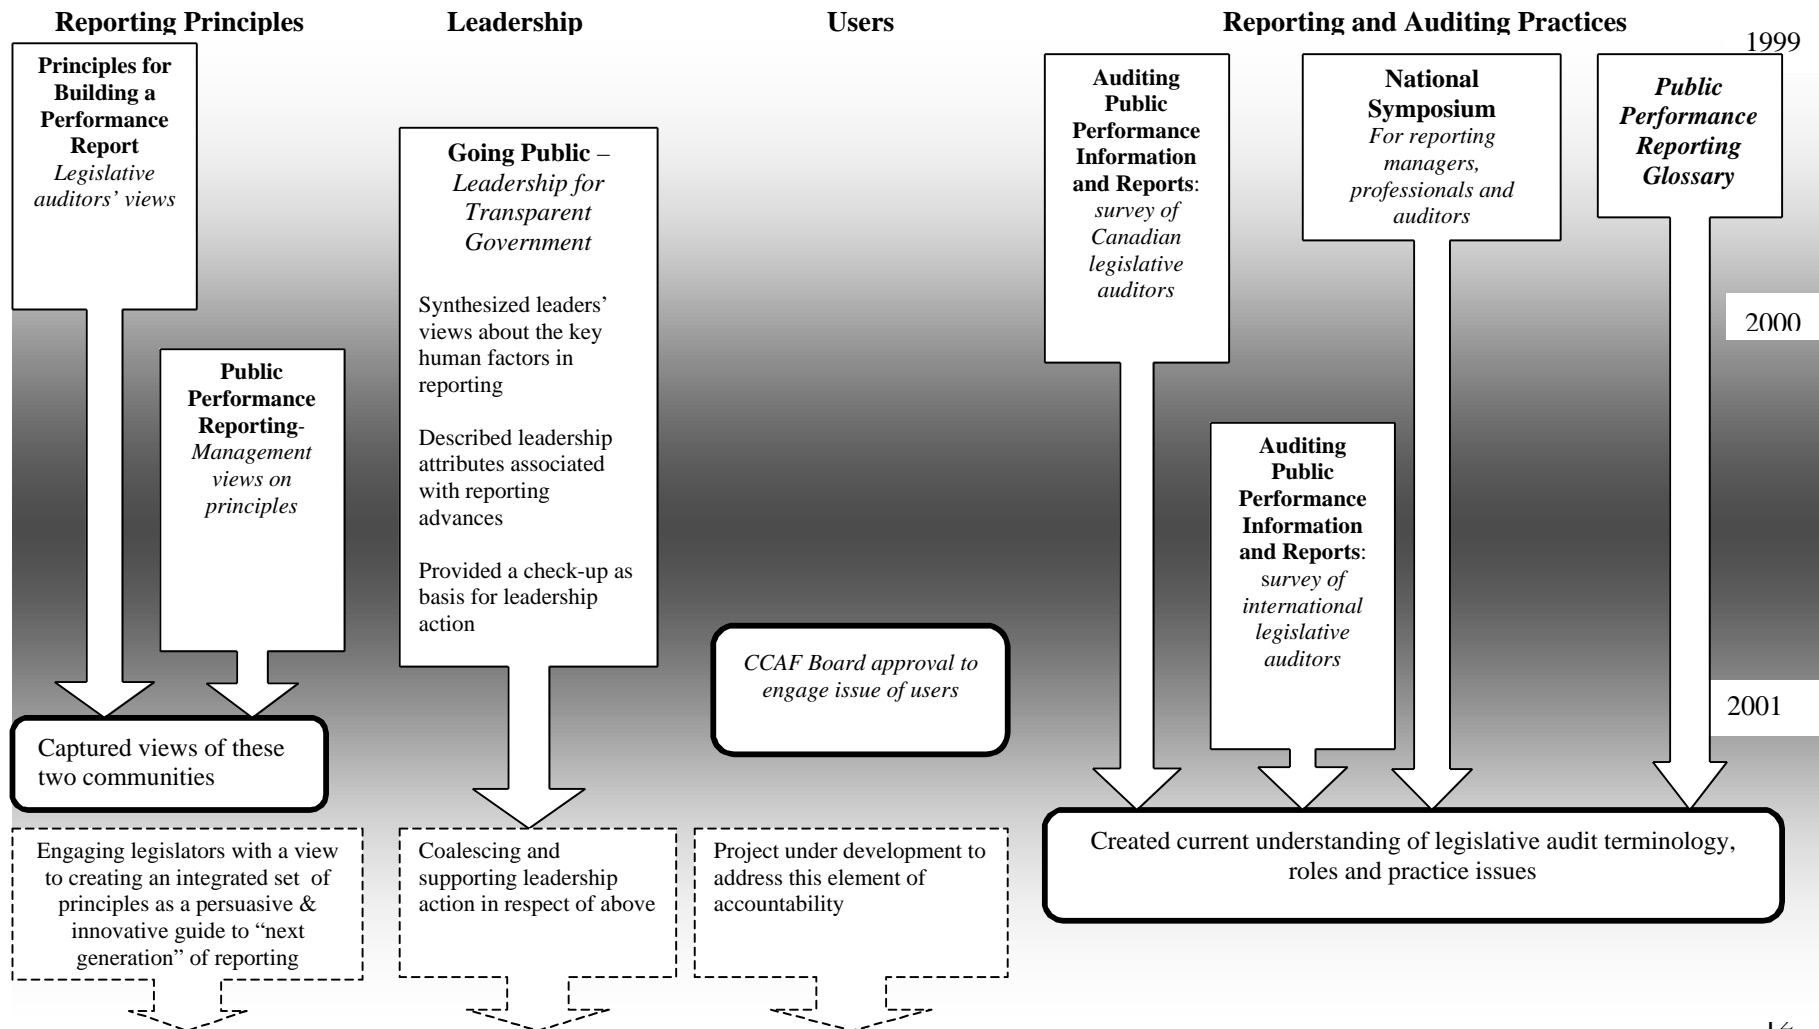 Reporting Principles
Leadership
Users
Reporting and Auditing Practices
1999
Principles for
Building a
Performance
Report
Legislative
auditors’ views
Public
Performance
Reporting-
Management
views on
principles
Captured views of these
two communities
Engaging legislators with a view
to creating an integrated set of
principles as a persuasive &
innovative guide to “next
generation” of reporting
Going Public –
Leadership for
Transparent
Government
Synthesized leaders’
views about the key
human factors in
reporting
Described leadership
attributes associated
with reporting
advances
Provided a check-up as
basis for leadership
action
Coalescing and
supporting leadership
action in respect of above
CCAF Board approval to
engage issue of users
Project under development to
address this element of
accountability
Auditing
Public
Performance
Information
and Reports:
survey of
Canadian
legislative
auditors
Auditing
Public
Performance
Information
and Reports:
survey of
international
legislative
auditors
National
Symposium
For reporting
managers,
professionals and
auditors
Public
Performance
Reporting
Glossary
2000
2001
Created current understanding of legislative audit terminology,
roles and practice issues